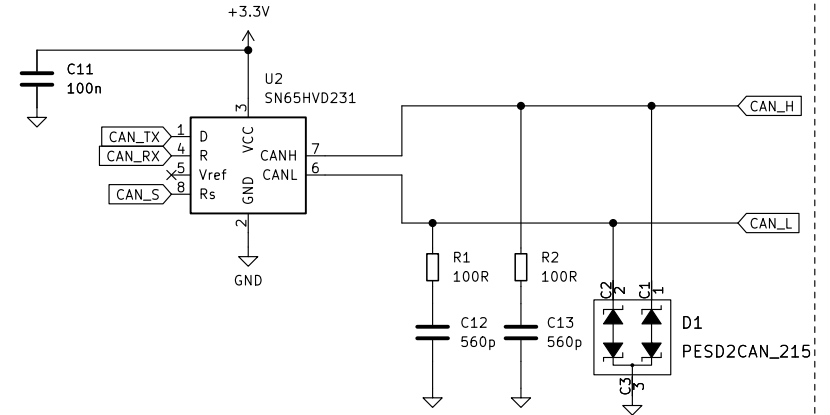 +3.3V
C11
100n
U2
SN65HVD231
3
VCC
CAN_TX
1
D
CAN_RX
4
R
5
Vref
CAN_S
8
Rs
CANH
7
CANL
6
GND
2
GND
CAN_H
CAN_L
R1
100R
R2
100R
C12
560p
C13
560p
C2
2
C1
1
D1
PESD2CAN_215
C3
3